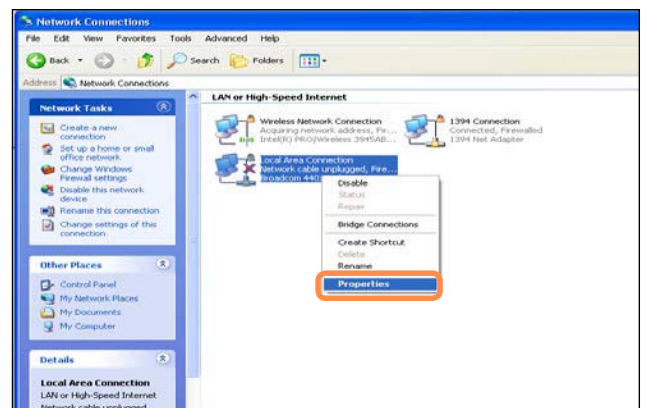 Network Connections
File Edit View Favorites Tools Advanced Help
Back Search Folders
Address Network Connections
LAN or High-Speed Internet
Network Tasks
Create a new
connection
Set up a home or small
office network
Change Windows
Firewall settings
Disable this network
device
Rename this connection
Change settings of this
connection
Other Places
Control Panel
My Network Places
My Documents
My Computer
Details
Local Area Connection
LAN or High-Speed Internet
Network cable unplugged
Wireless Network Connection
Acquiring network address, Fir...
Intel(R) PRO/Wireless 3945AB...
1394 Connection
Connected, Firewalled
1394 Net Adapter
Local Area Connection
Network cable unplugged, Fire...
Broadcom 440
Disable
Status
Repair
Bridge Connections
Create Shortcut
Delete
Rename
Properties